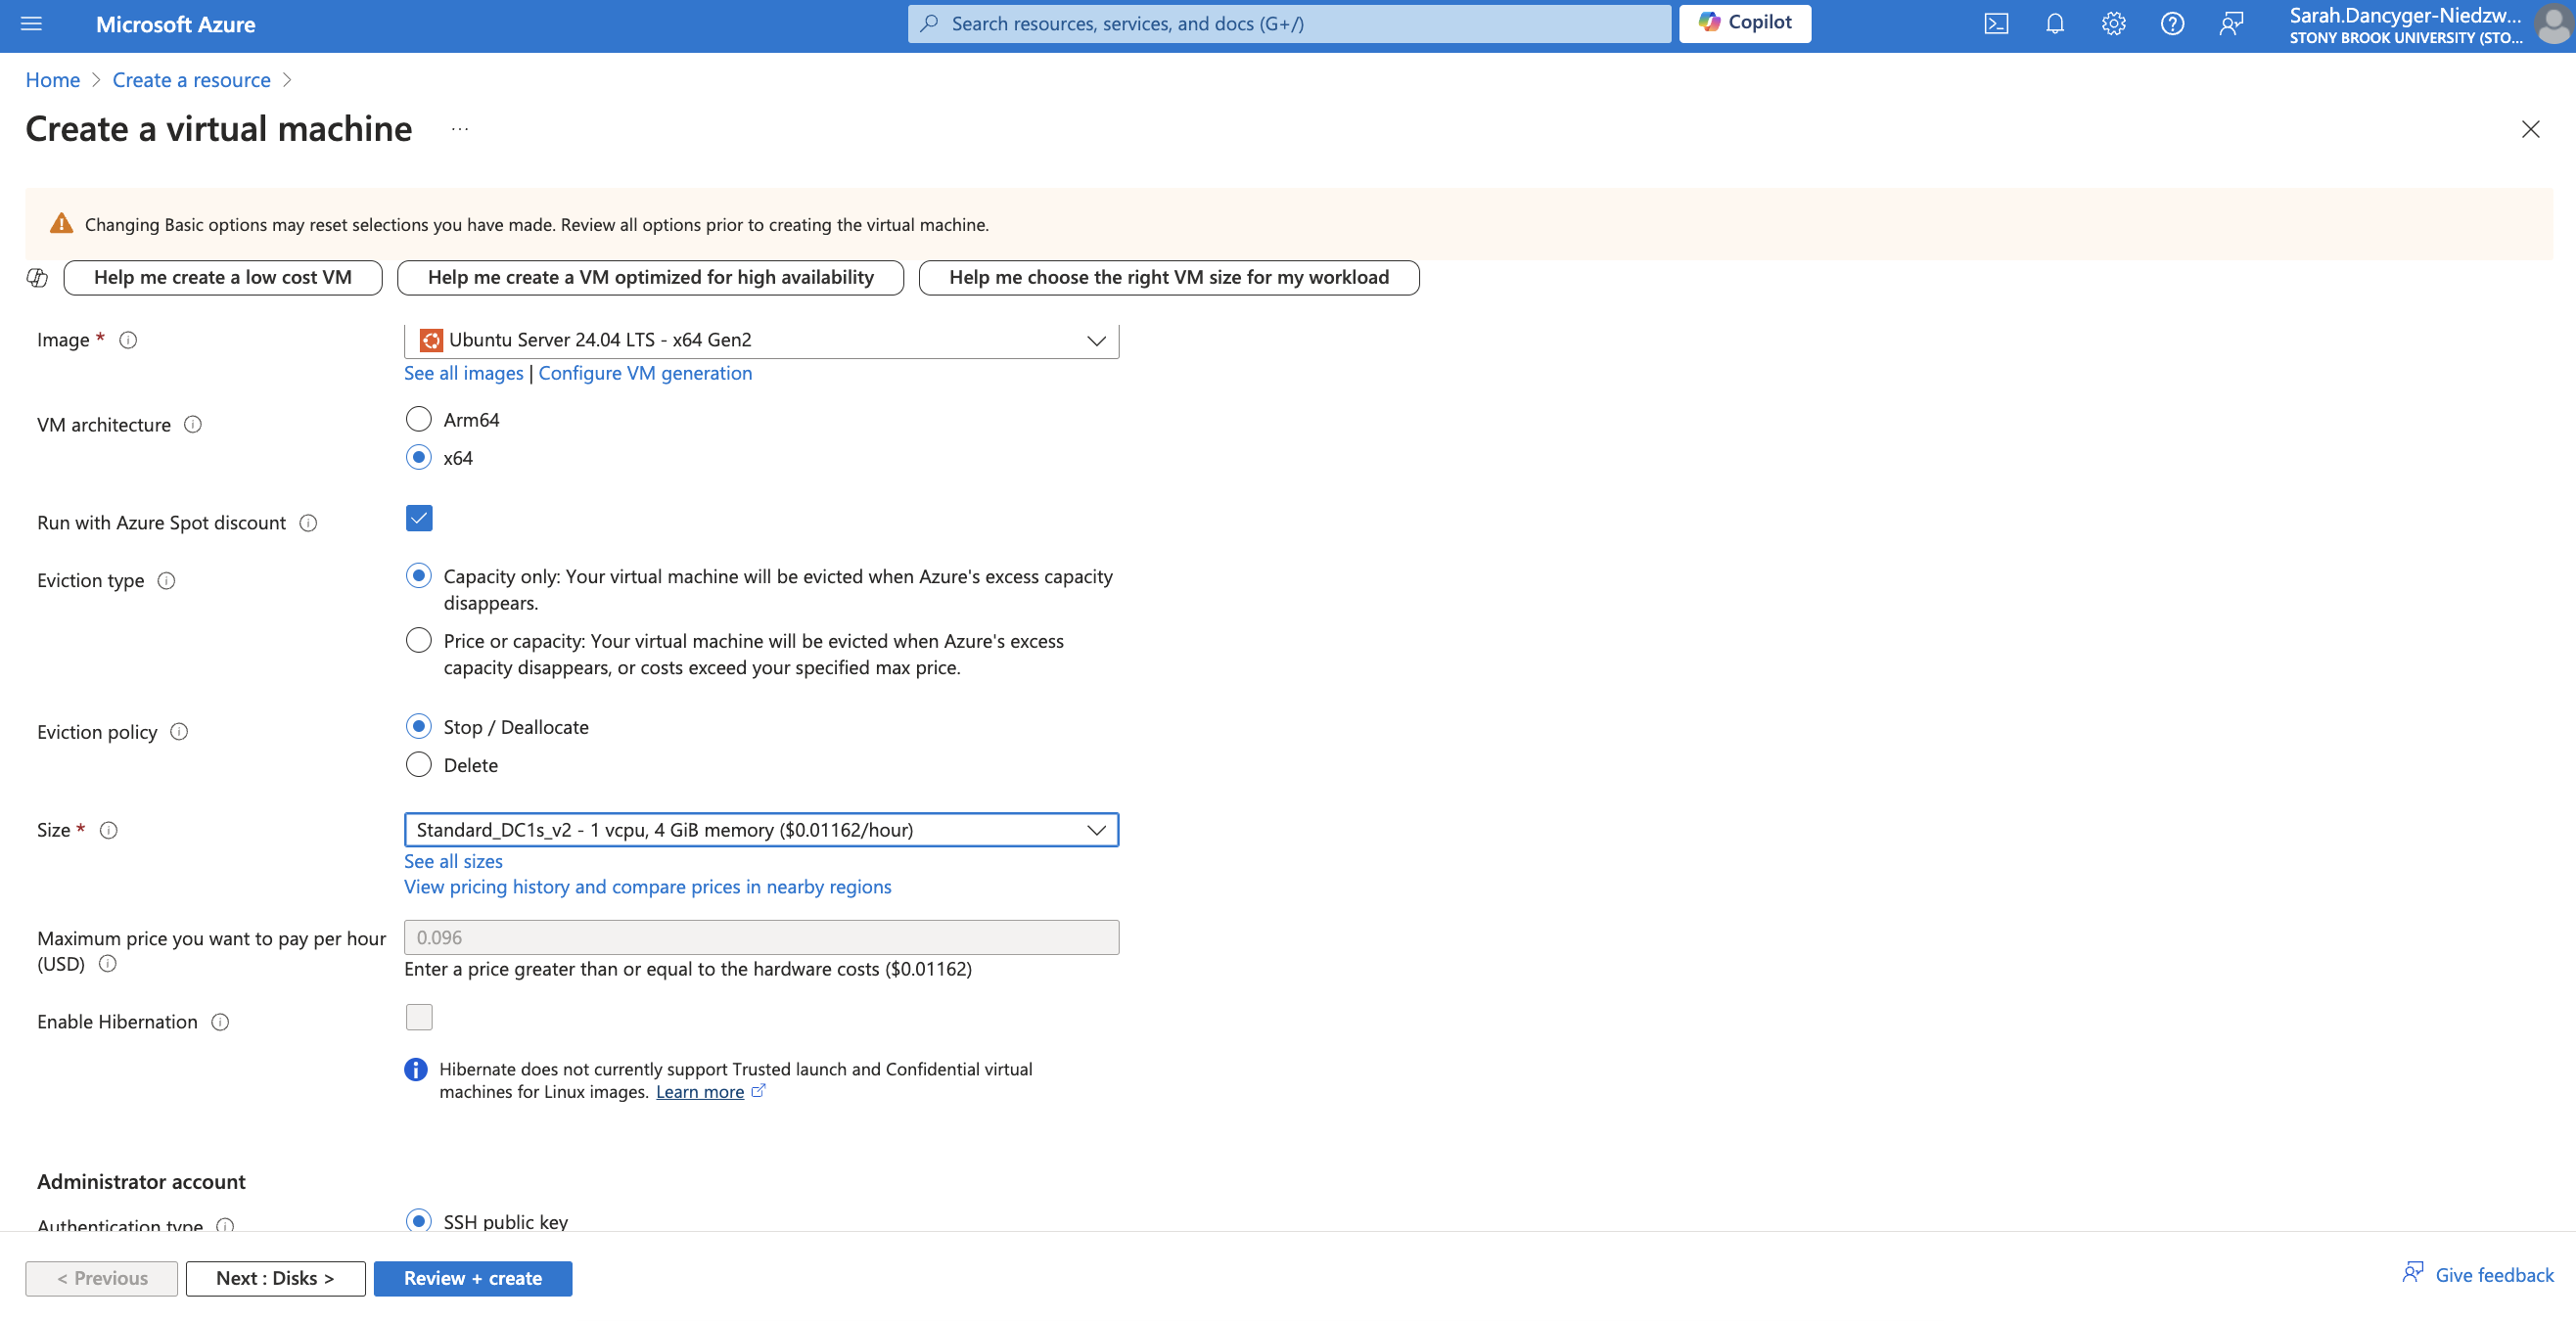 Microsoft Azure
Search resources, services, and docs (G+/)
Copilot
Sarah.Dancyger-Niedzw...
STONY BROOK UNIVERSITY (STO...
Home > Create a resource >
Create a virtual machine ...
Changing Basic options may reset selections you have made. Review all options prior to creating the virtual machine.
Help me create a low cost VM
Help me create a VM optimized for high availability
Help me choose the right VM size for my workload
Image *
Ubuntu Server 24.04 LTS - x64 Gen2
See all images | Configure VM generation
VM architecture
Arm64
x64
Run with Azure Spot discount
Eviction type
Capacity only: Your virtual machine will be evicted when Azure's excess capacity
disappears.
Price or capacity: Your virtual machine will be evicted when Azure's excess
capacity disappears, or costs exceed your specified max price.
Eviction policy
Stop / Deallocate
Delete
Size *
Standard_DC1s_v2 - 1 vcpu, 4 GiB memory ($0.01162/hour)
See all sizes
View pricing history and compare prices in nearby regions
Maximum price you want to pay per hour
(USD)
0.096
Enter a price greater than or equal to the hardware costs ($0.01162)
Enable Hibernation
Hibernate does not currently support Trusted launch and Confidential virtual
machines for Linux images. Learn more
Administrator account
Authentication type
SSH public key
< Previous
Next : Disks >
Review + create
Give feedback